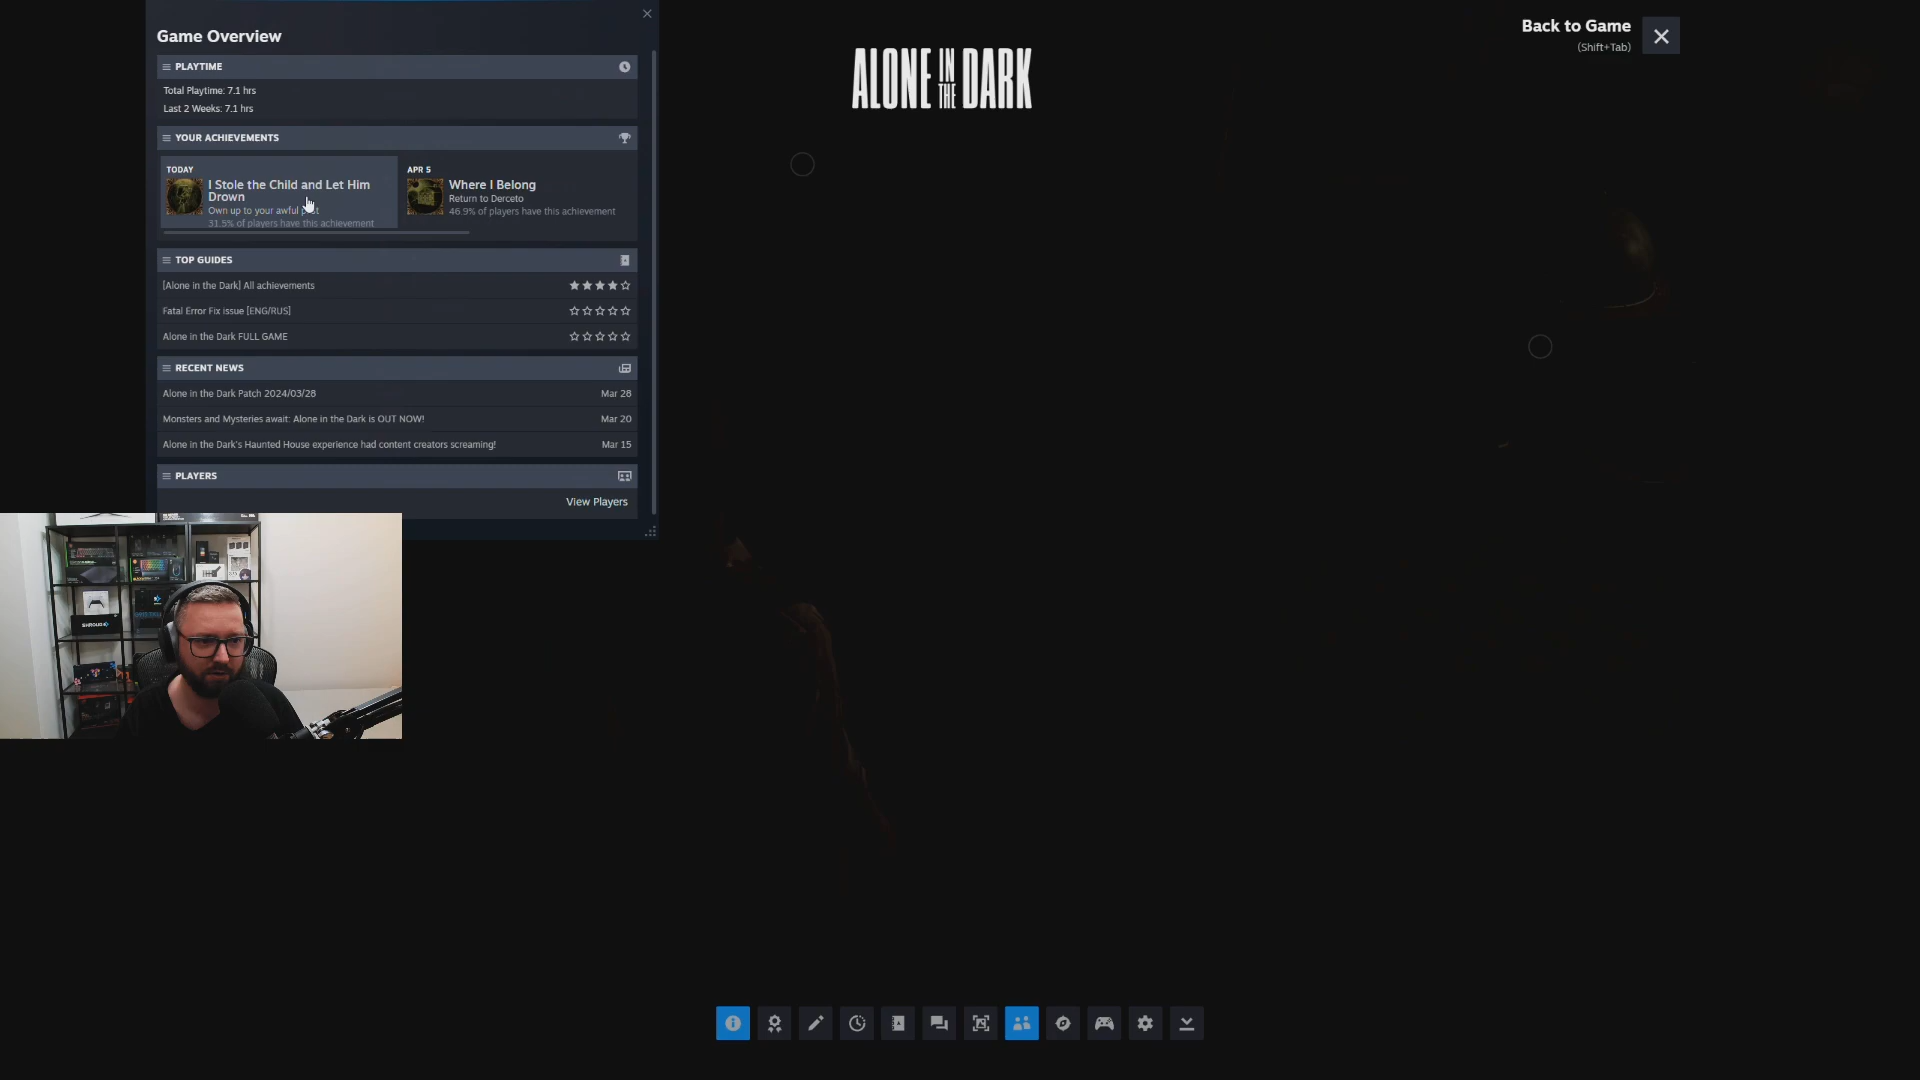 Game Overview
PLAYTIME
Total Playtime: 7.1 hrs
Last 2 Weeks: 7.1 hrs
YOUR ACHIEVEMENTS
TODAY
I Stole the Child and Let Him
Drown
Own up to your awful
31.5% of players have this achievement
APR 5
Where I Belong
Return to Derceto
46.9% of players have this achievement
TOP GUIDES
[Alone in the Dark] All achievements
Fatal Error Fix issue [ENG/RUS]
Alone in the Dark FULL GAME
RECENT NEWS
Alone in the Dark Patch 2024/03/28 Mar 28
Monsters and Mysteries await: Alone in the Dark is OUT NOW! Mar 20
Alone in the Dark's Haunted House experience had content creators screaming! Mar 15
PLAYERS
View Players
ALONE IN THE DARK
Back to Game
(Shift+Tab)
SHROUD